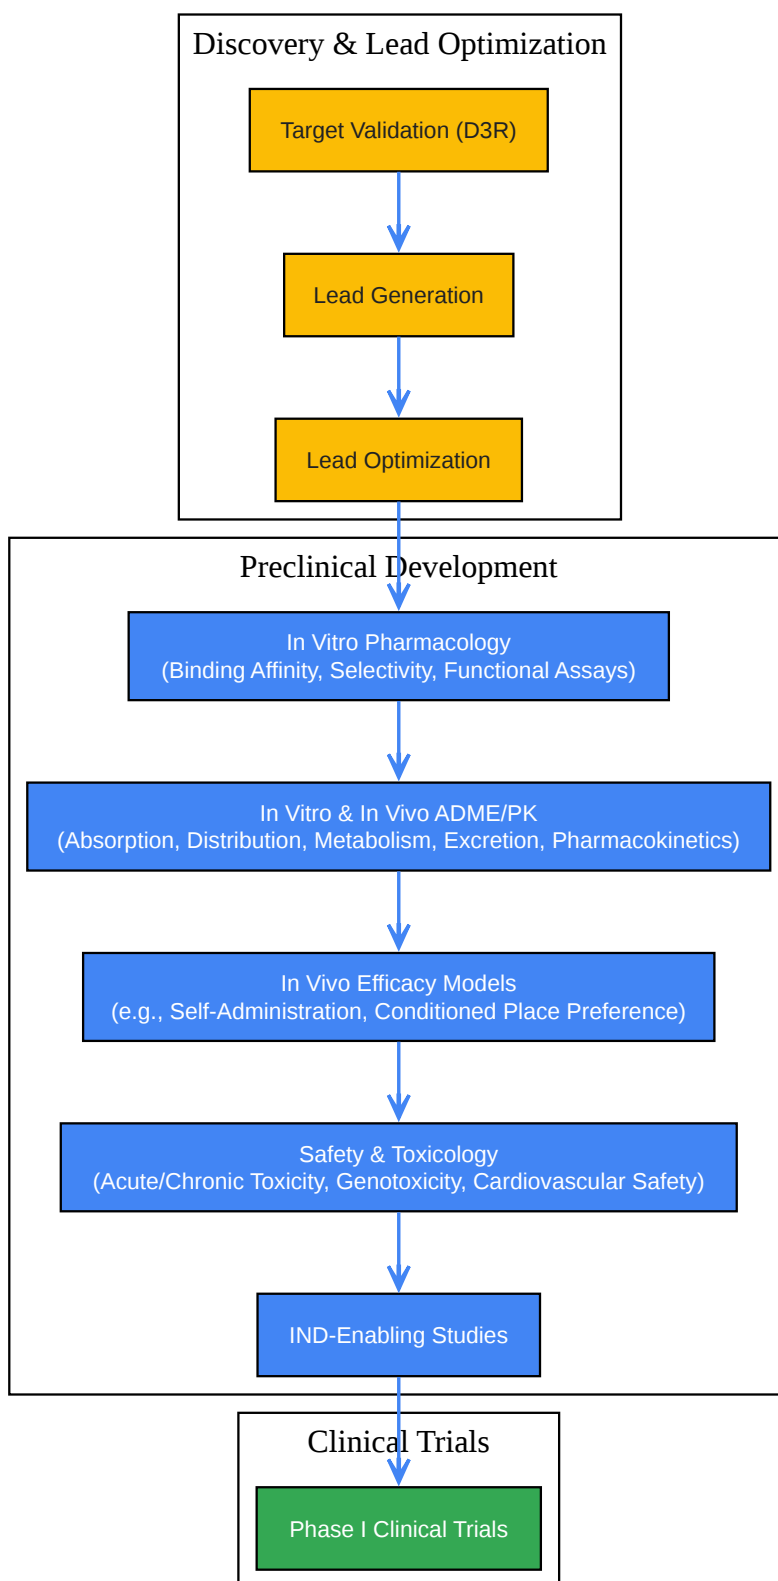 Discovery & Lead Optimization
Target Validation (D3R)
Lead Generation
Lead Optimization
Preclinical Development
In Vitro Pharmacology
(Binding Affinity, Selectivity, Functional Assays)
In Vitro & In Vivo ADME/PK
(Absorption, Distribution, Metabolism, Excretion, Pharmacokinetics)
In Vivo Efficacy Models
(e.g., Self-Administration, Conditioned Place Preference)
Safety & Toxicology
(Acute/Chronic Toxicity, Genotoxicity, Cardiovascular Safety)
IND-Enabling Studies
Clinical Trials
Phase I Clinical Trials